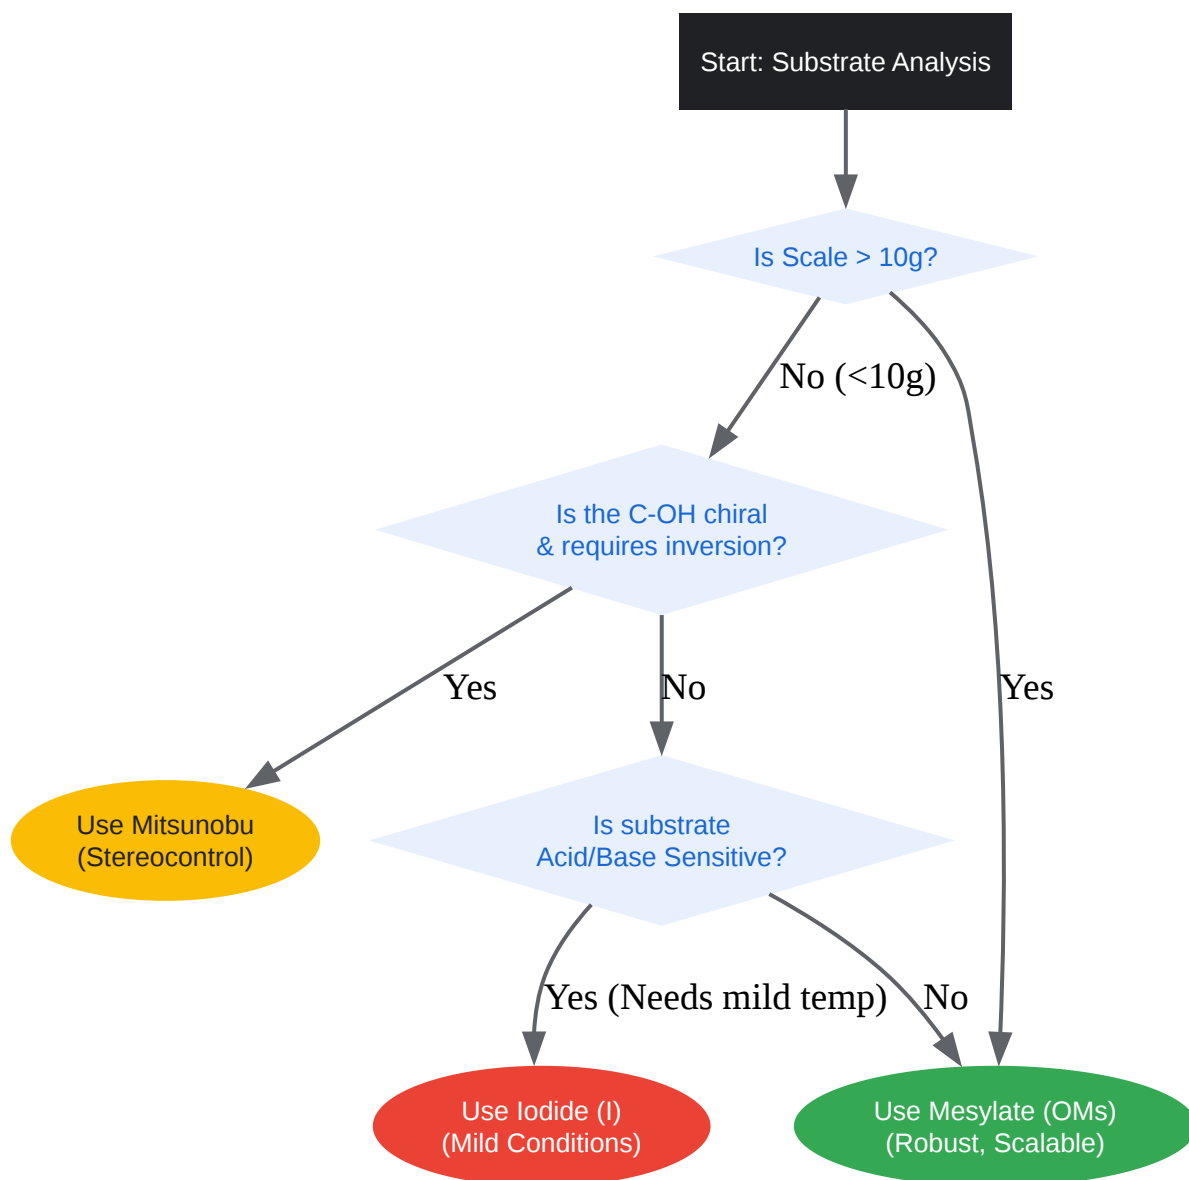 Start: Substrate Analysis
Is Scale > 10g?
No (<10g)
Is the C-OH chiral
& requires inversion?
Yes
No
Yes
Use Mitsunobu
(Stereocontrol)
Is substrate
Acid/Base Sensitive?
Yes (Needs mild temp)
No
Use Iodide (I)
(Mild Conditions)
Use Mesylate (OMs)
(Robust, Scalable)